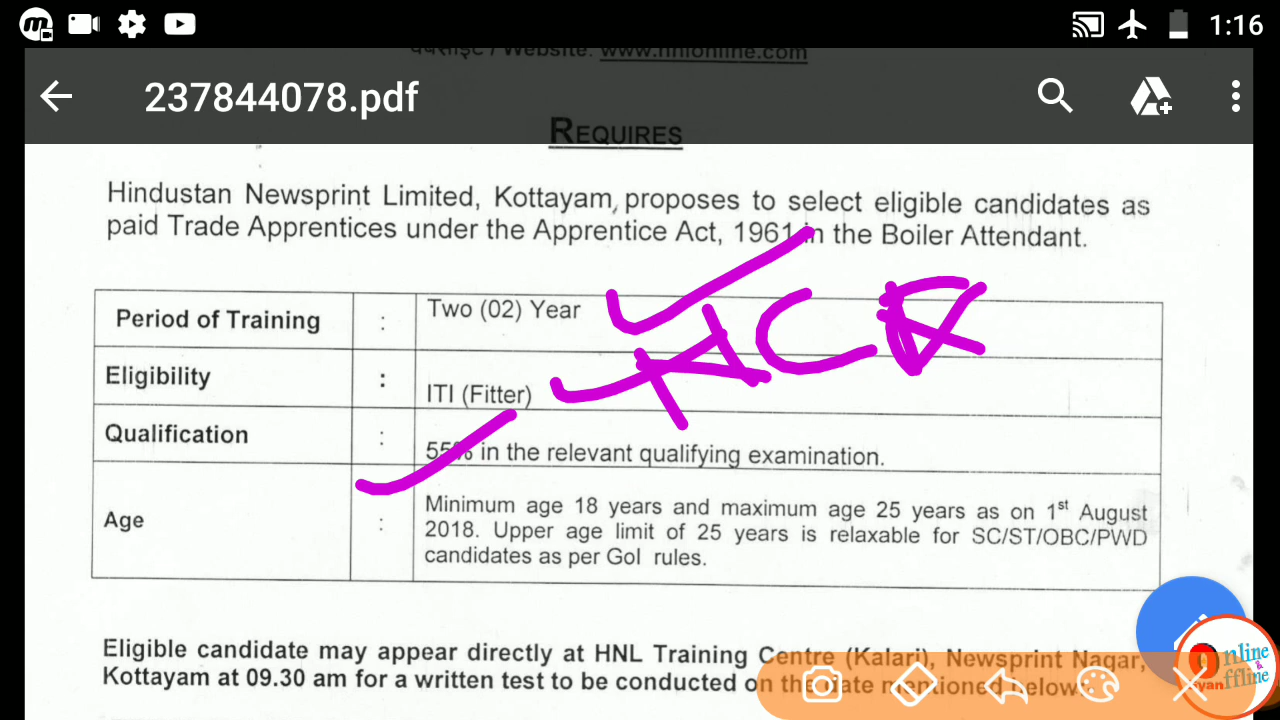 1:16
वेबसाईट / Website: www.hnlonline.com
237844078.pdf
REQUIRES
Hindustan Newsprint Limited, Kottayam, proposes to select eligible candidates as
paid Trade Apprentices under the Apprentice Act, 1961 in the Boiler Attendant.
Period of Training : Two (02) Year
Eligibility : ITI (Fitter)
Qualification : 55% in the relevant qualifying examination.
Age : Minimum age 18 years and maximum age 25 years as on 1st August
2018. Upper age limit of 25 years is relaxable for SC/ST/OBC/PWD
candidates as per GoI rules.
Eligible candidate may appear directly at HNL Training Centre (Kalari), Newsprint Nagar,
Kottayam at 09.30 am for a written test to be conducted on the date mentioned below:
Online
&
ffline